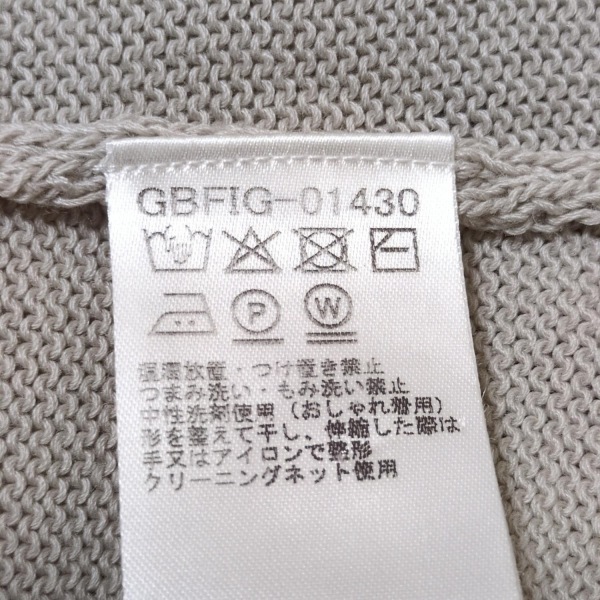 GBFIG-01430
P W
湿潤放置・つけ置き禁止
つまみ洗い・もみ洗い禁止
中性洗剤使用(おしゃれ着用)
形を整えて干し、伸縮した際は
手又はアイロンで整形
クリーニングネット使用